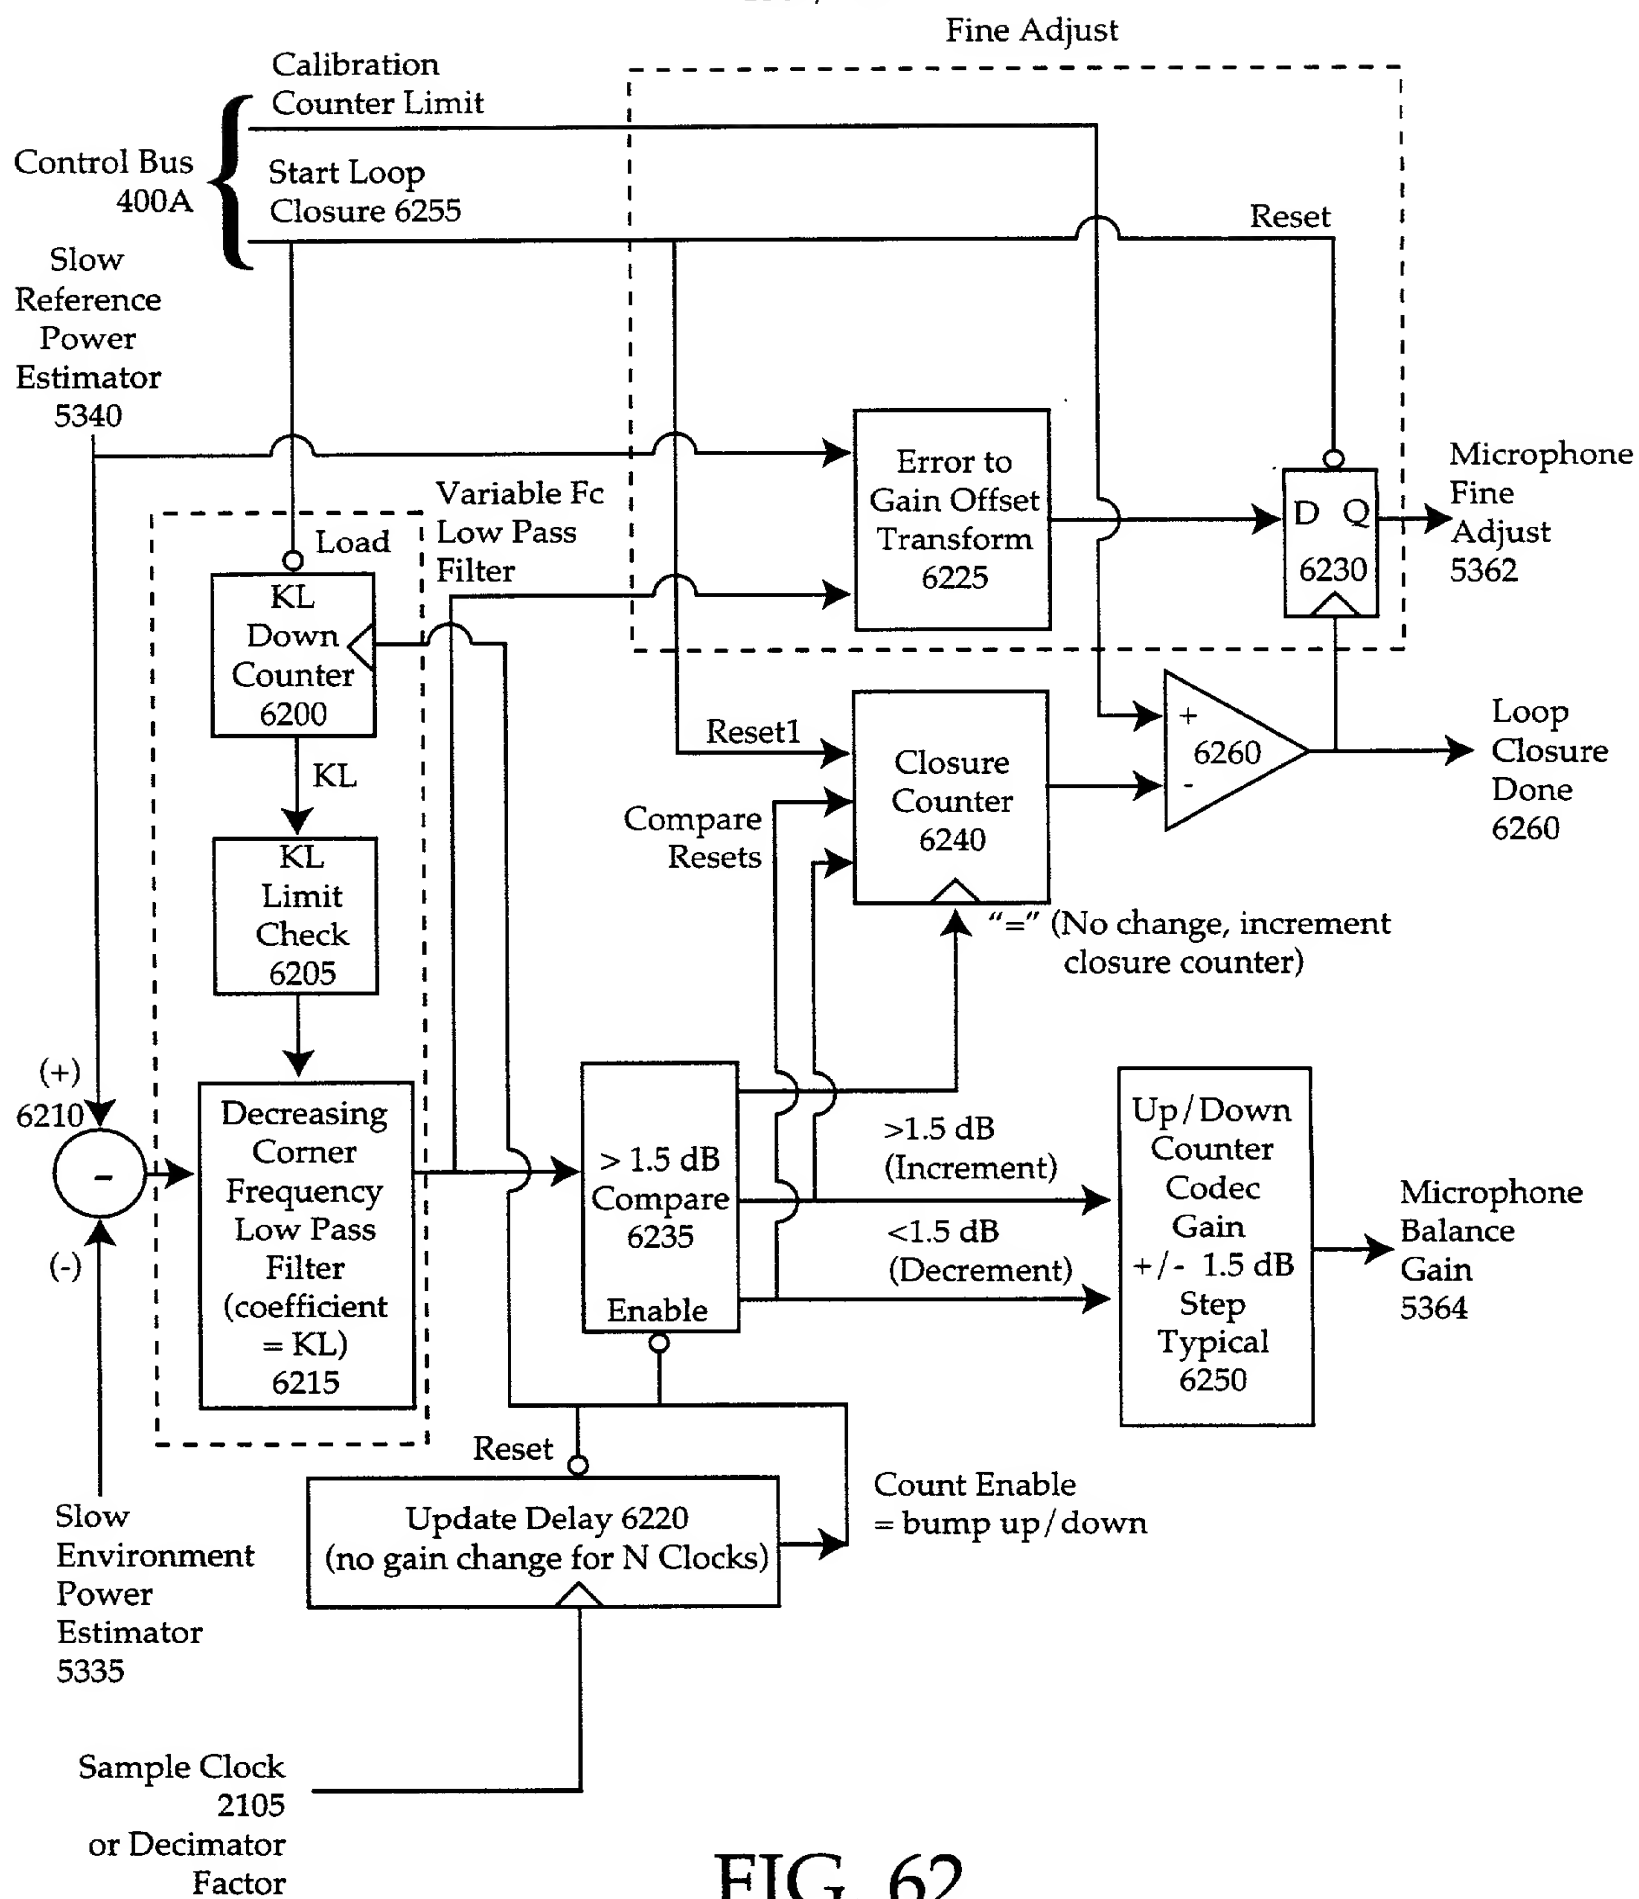 Fine Adjust
Calibration
Counter Limit
Control Bus
400A
Start Loop
Closure 6255
Reset
Slow
Reference
Power
Estimator
5340
Variable Fc
Low Pass
Filter
Load
KL
Down
Counter
6200
KL
KL
Limit
Check
6205
Error to
Gain Offset
Transform
6225
D Q
6230
Microphone
Fine
Adjust
5362
Reset1
Compare
Resets
Closure
Counter
6240
+
6260
-
Loop
Closure
Done
6260
"=" (No change, increment
closure counter)
(+)
6210
-
(-)
Decreasing
Corner
Frequency
Low Pass
Filter
(coefficient
= KL)
6215
> 1.5 dB
Compare
6235
Enable
>1.5 dB
(Increment)
<1.5 dB
(Decrement)
Up/Down
Counter
Codec
Gain
+/- 1.5 dB
Step
Typical
6250
Microphone
Balance
Gain
5364
Reset
Update Delay 6220
(no gain change for N Clocks)
Count Enable
= bump up/down
Slow
Environment
Power
Estimator
5335
Sample Clock
2105
or Decimator
Factor
FIG. 62